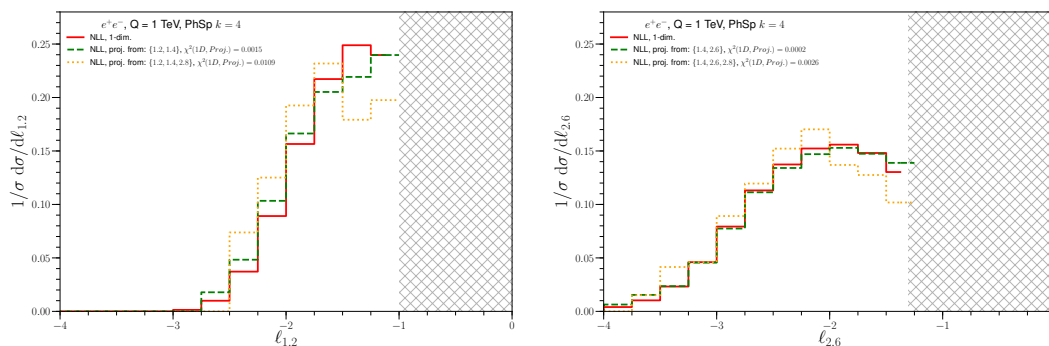 e⁺e⁻, Q = 1 TeV, PhSp k = 4
NLL, 1-dim.
NLL, proj. from: {1.2, 1.4}, χ²(1D, Proj.) = 0.0015
NLL, proj. from: {1.2, 1.4, 2.8}, χ²(1D, Proj.) = 0.0109
1/σ dσ/dℓ₁.₂
0.25
0.20
0.15
0.10
0.05
0.00
−4
−3
−2
−1
0
ℓ₁.₂
e⁺e⁻, Q = 1 TeV, PhSp k = 4
NLL, 1-dim.
NLL, proj. from: {1.4, 2.6}, χ²(1D, Proj.) = 0.0002
NLL, proj. from: {1.4, 2.6, 2.8}, χ²(1D, Proj.) = 0.0026
1/σ dσ/dℓ₂.₆
0.25
0.20
0.15
0.10
0.05
0.00
−4
−3
−2
−1
ℓ₂.₆